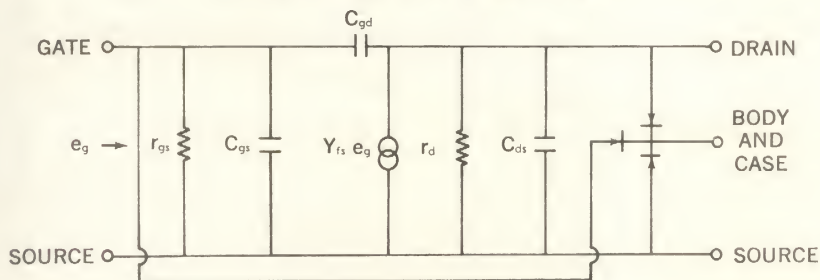 C_gd
GATE
DRAIN
e_g
r_gs
C_gs
Y_fs e_g
r_d
C_ds
BODY
AND
CASE
SOURCE
SOURCE